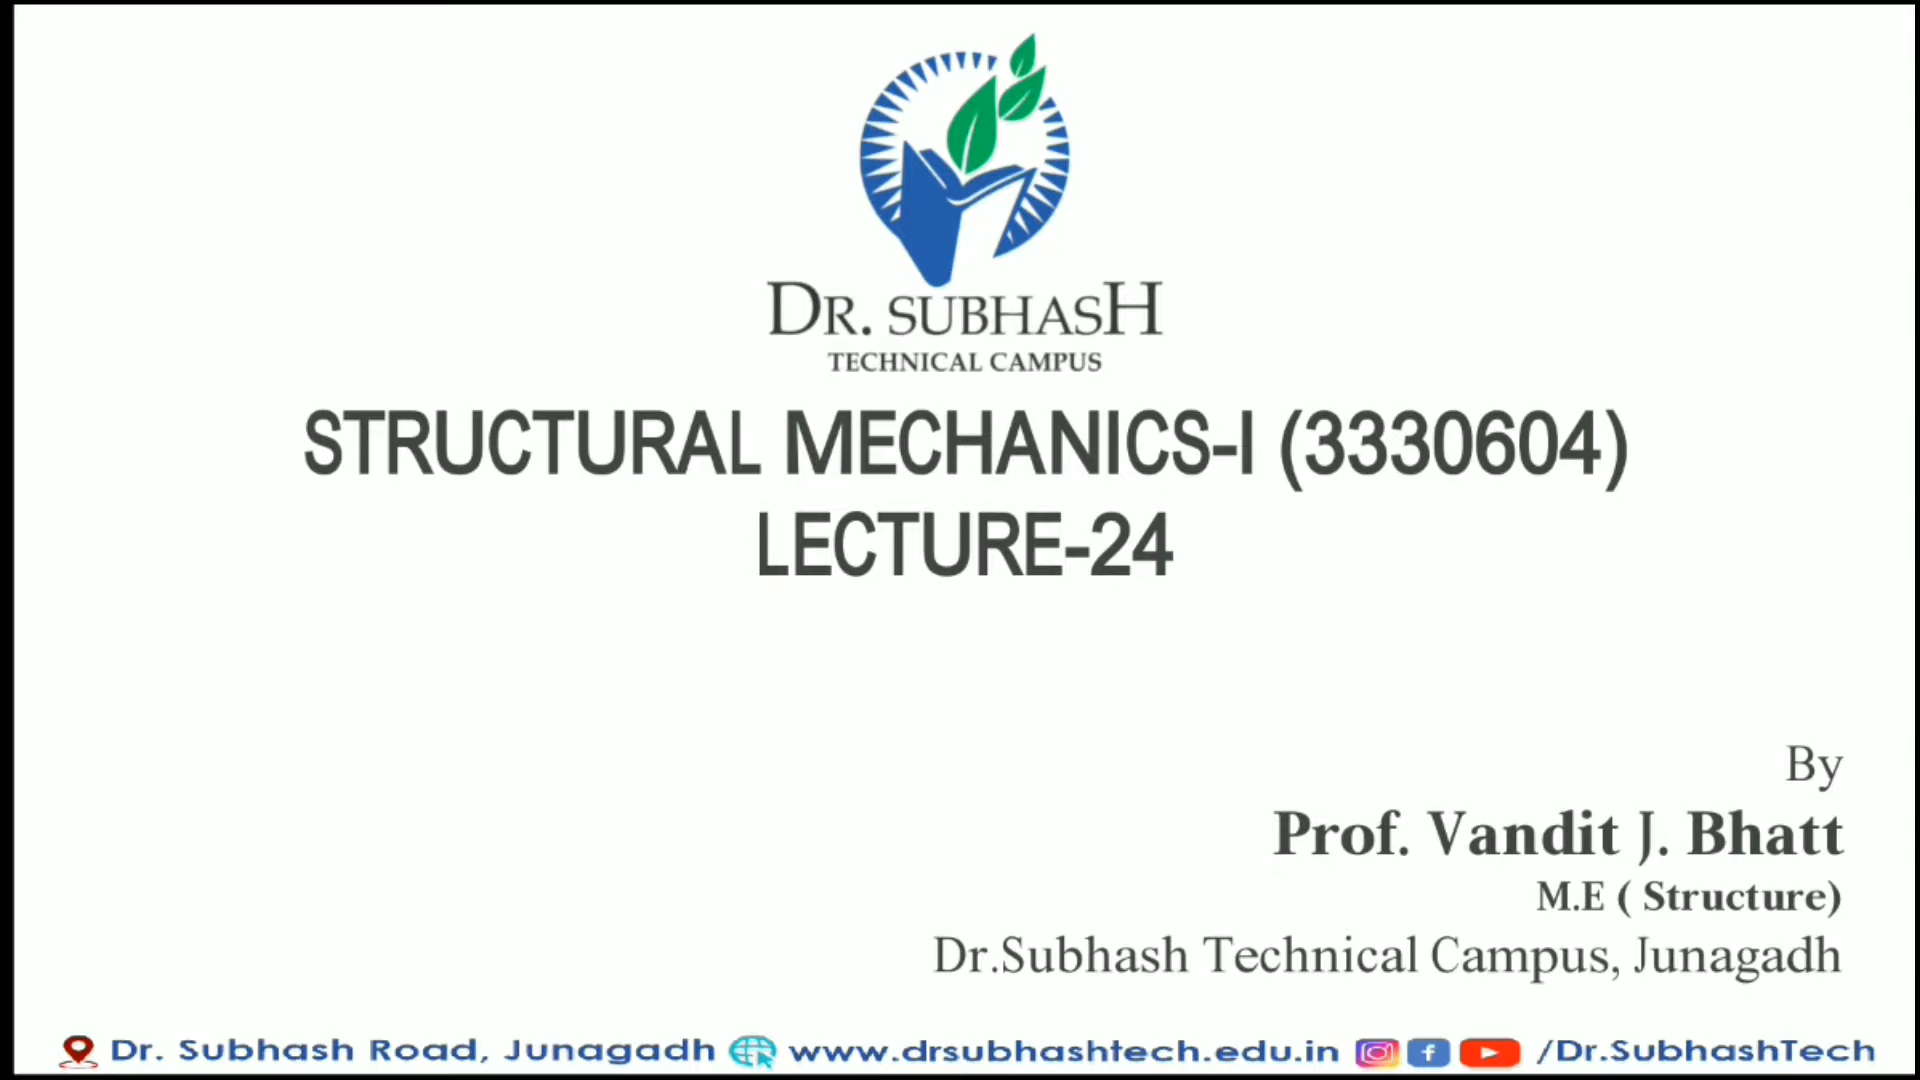 DR. SUBHASH
TECHNICAL CAMPUS
STRUCTURAL MECHANICS-I (3330604)
LECTURE-24
By
Prof. Vandit J. Bhatt
M.E ( Structure)
Dr.Subhash Technical Campus, Junagadh
Dr. Subhash Road, Junagadh www.drsubhashtech.edu.in /Dr.SubhashTech